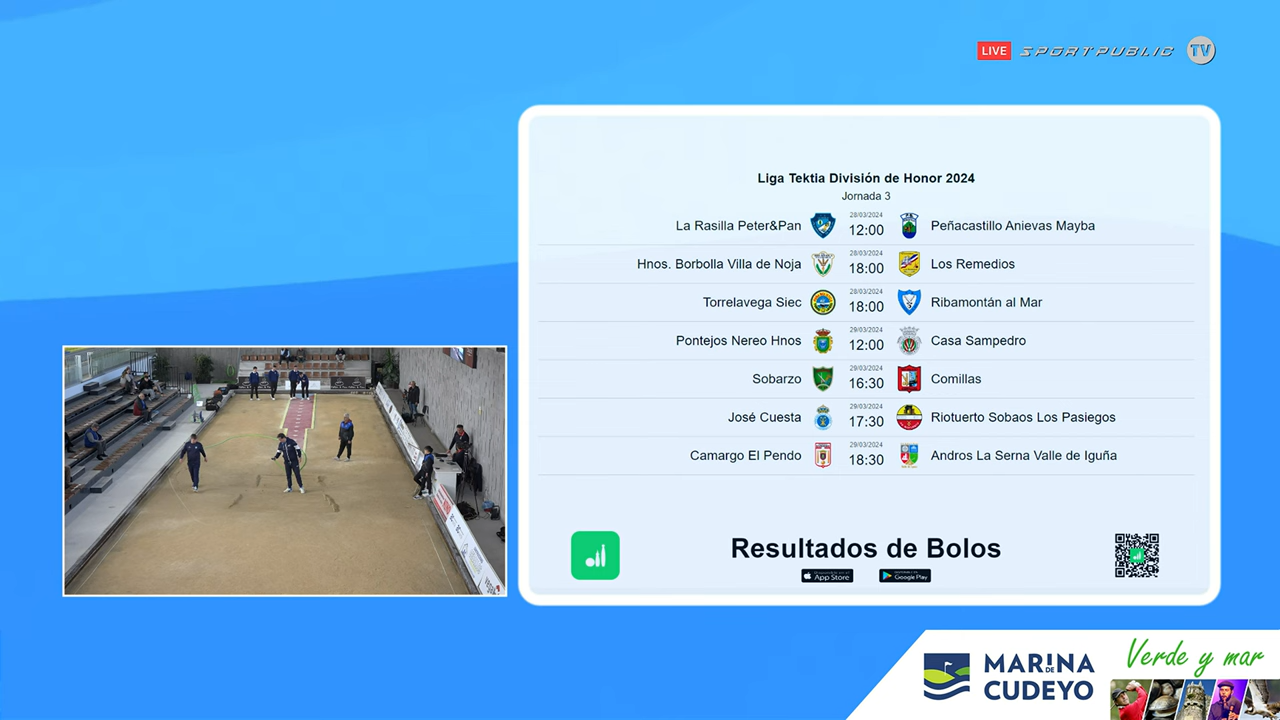 LIVE SPORTPUBLIC TV
Liga Tektia División de Honor 2024
Jornada 3
La Rasilla Peter&Pan 28/03/2024 12:00 Peñacastillo Anievas Mayba
Hnos. Borbolla Villa de Noja 28/03/2024 18:00 Los Remedios
Torrelavega Siec 28/03/2024 18:00 Ribamontán al Mar
Pontejos Nereo Hnos 29/03/2024 12:00 Casa Sampedro
Sobarzo 29/03/2024 16:30 Comillas
José Cuesta 29/03/2024 17:30 Riotuerto Sobaos Los Pasiegos
Camargo El Pendo 29/03/2024 18:30 Andros La Serna Valle de Iguña
Resultados de Bolos
App Store Google Play
MARINA DE CUDEYO
Verde y mar